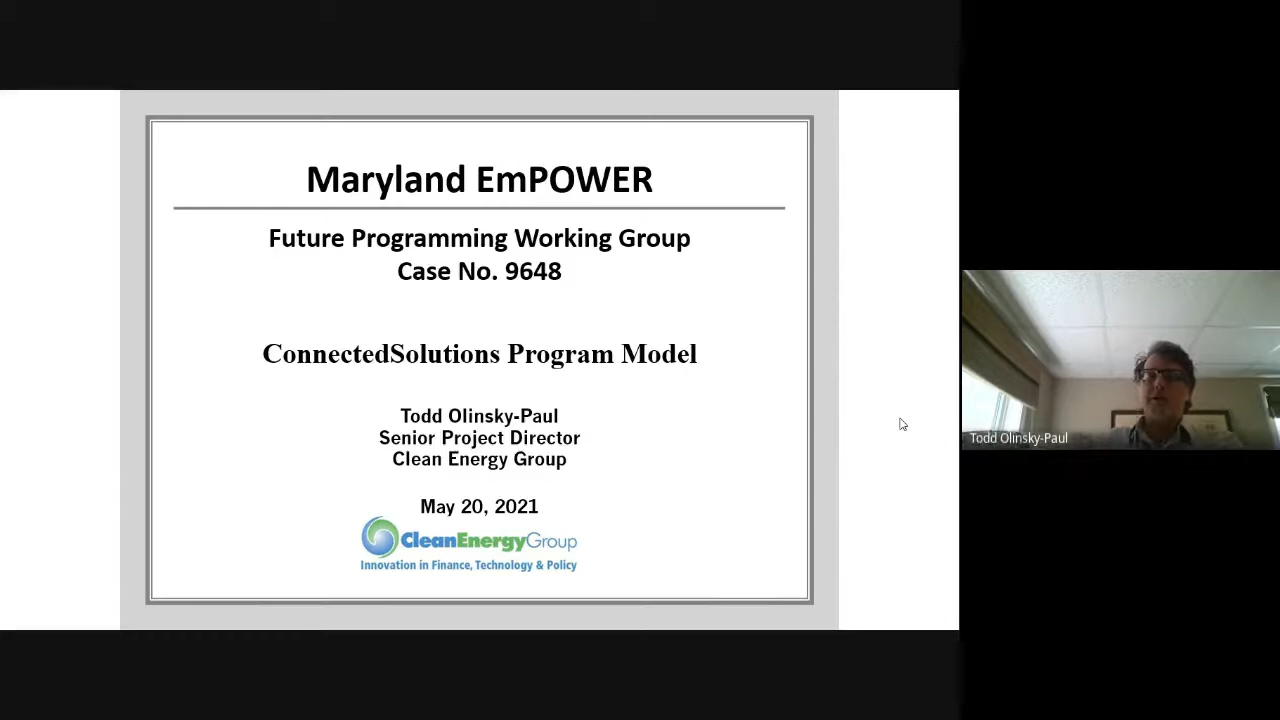 Maryland EmPOWER
Future Programming Working Group
Case No. 9648
ConnectedSolutions Program Model
Todd Olinsky-Paul
Senior Project Director
Clean Energy Group
May 20, 2021
CleanEnergyGroup
Innovation in Finance, Technology & Policy
Todd Olinsky-Paul